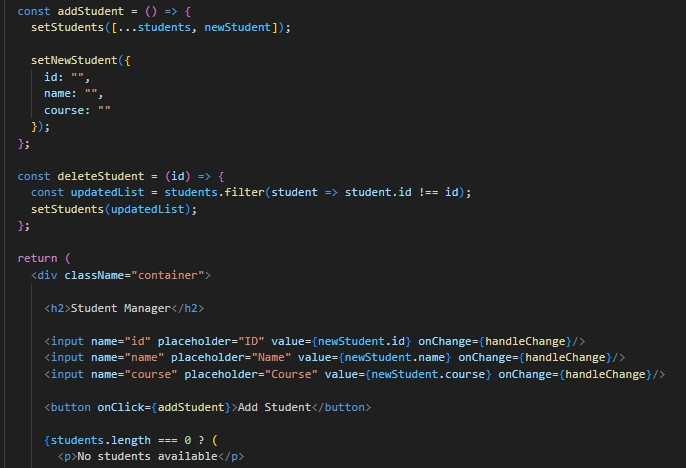 const addStudent = () => {
setStudents([...students, newStudent]);
setNewStudent({
id: "",
name: "",
course: ""
});
};
const deleteStudent = (id) => {
const updatedList = students.filter(student => student.id !== id);
setStudents(updatedList);
};
return (
<div className="container">
<h2>Student Manager</h2>
<input name="id" placeholder="ID" value={newStudent.id} onChange={handleChange}/>
<input name="name" placeholder="Name" value={newStudent.name} onChange={handleChange}/>
<input name="course" placeholder="Course" value={newStudent.course} onChange={handleChange}/>
<button onClick={addStudent}>Add Student</button>
{students.length === 0 ? (
<p>No students available</p>